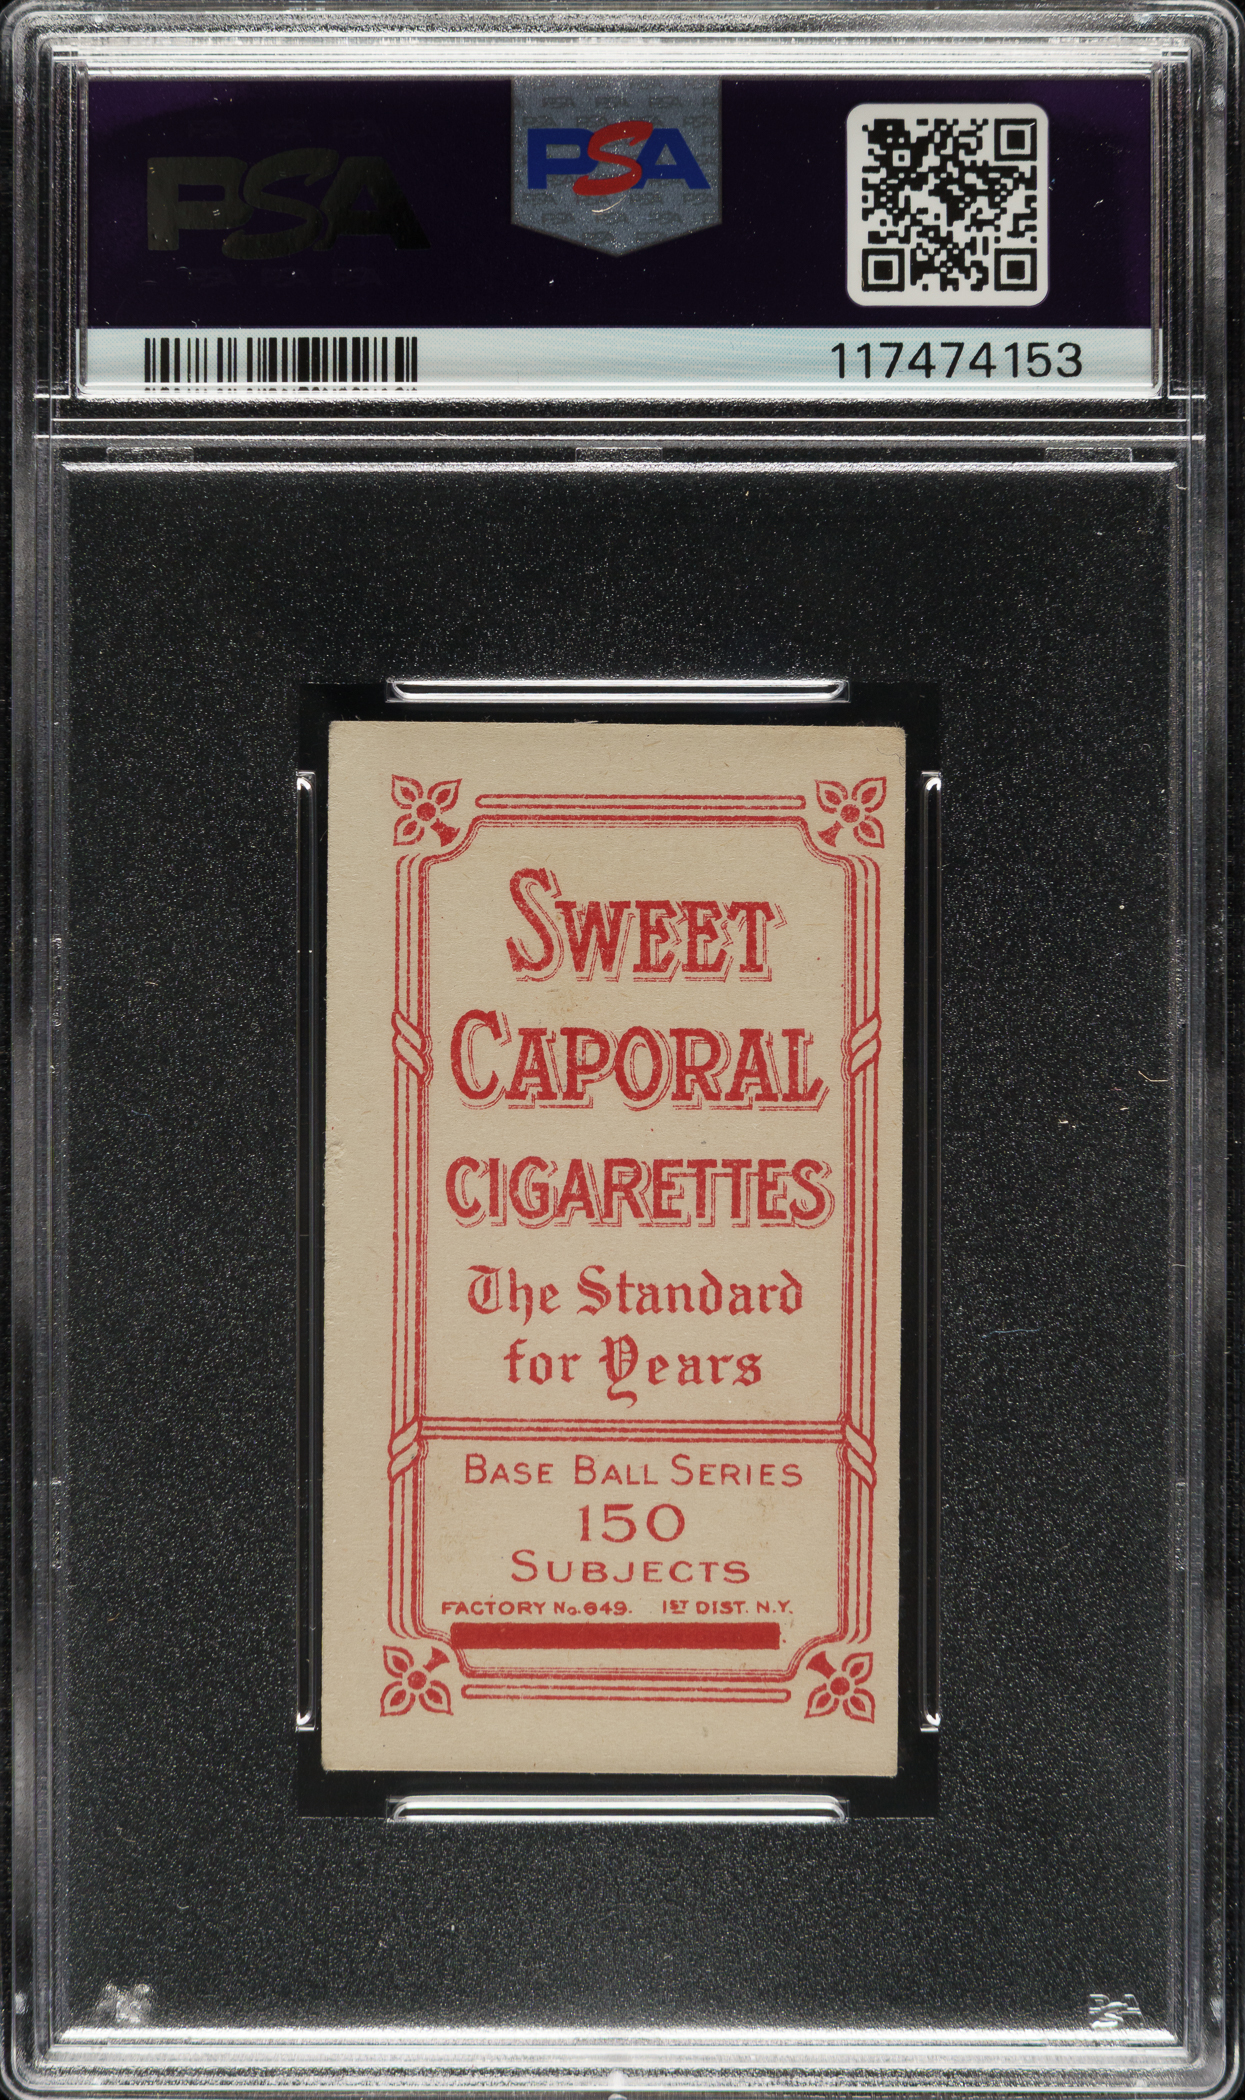 PSA
PSA
117474153
SWEET
CAPORAL
CIGARETTES
The Standard
for Years
BASE BALL SERIES
150
SUBJECTS
FACTORY No. 649. 1ST DIST. N.Y.
PSA